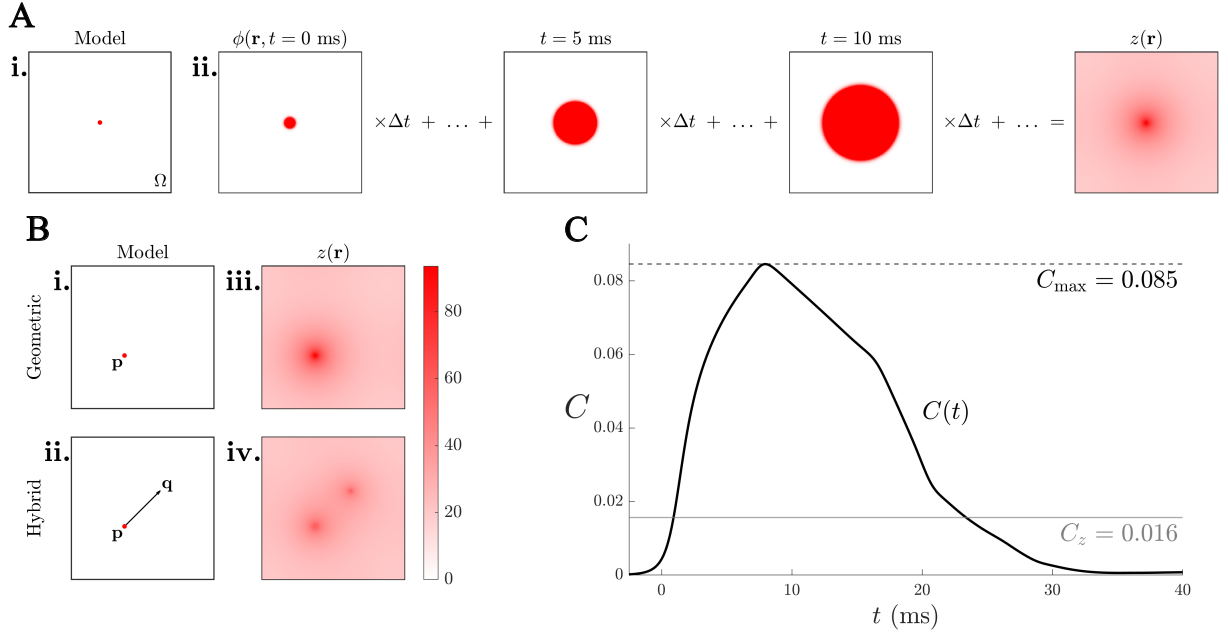 A
Model
ϕ(r, t = 0 ms)
t = 5 ms
t = 10 ms
z(r)
i.
ii.
×Δt + … +
×Δt + … +
×Δt + … =
Ω
B
Model
z(r)
Geometric
i.
p
iii.
Hybrid
ii.
q
p
iv.
80
60
40
20
0
C
C
0.08
0.06
0.04
0.02
0
C_max = 0.085
C(t)
C_z = 0.016
0 10 20 30 40
t (ms)